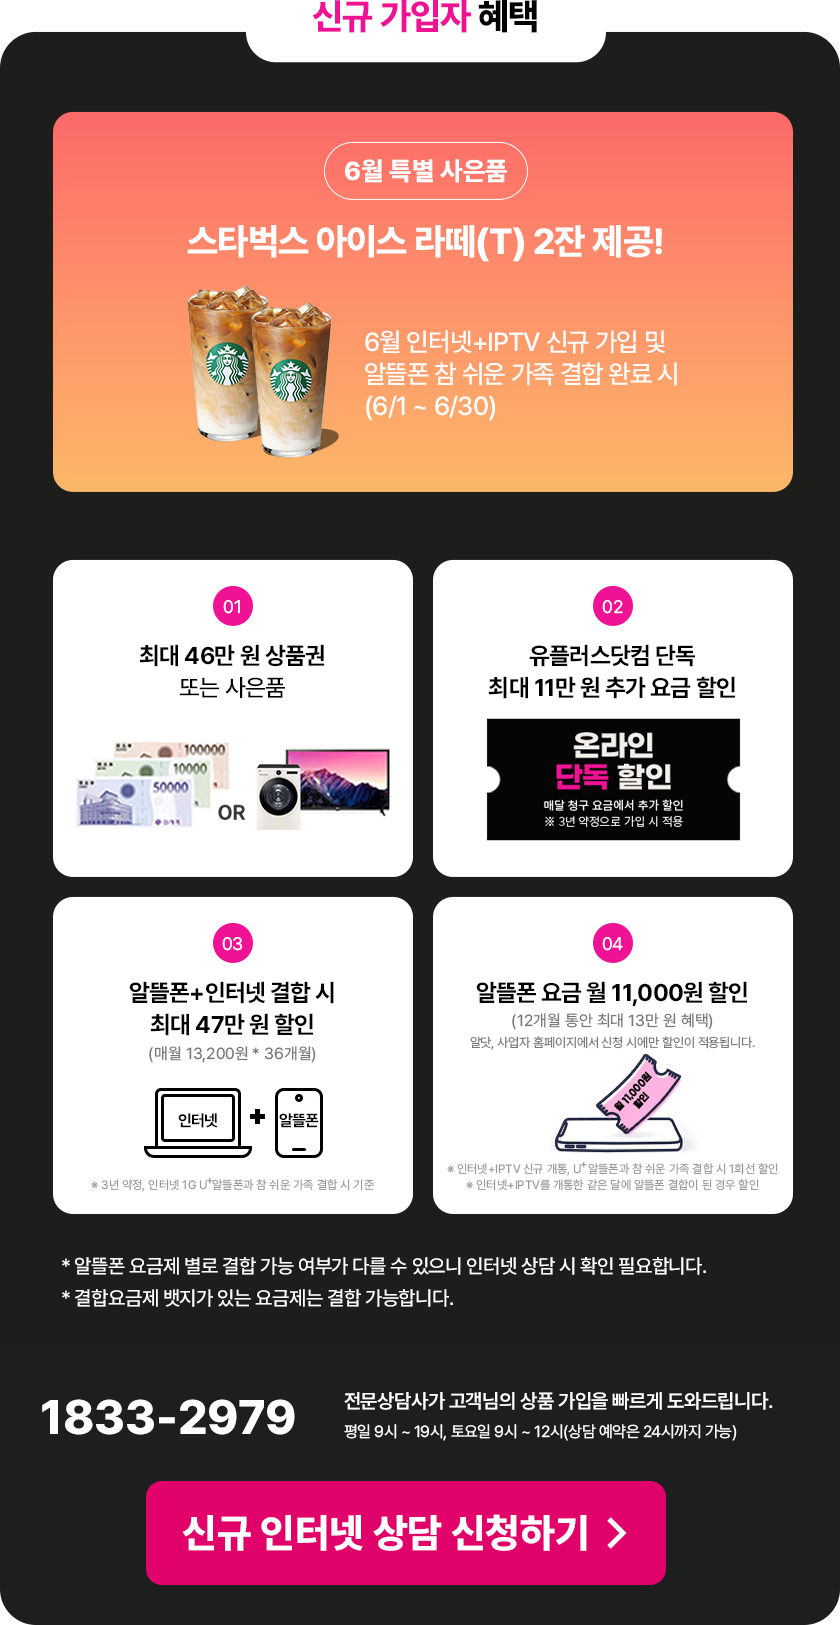 신규 가입자 혜택
6월 특별 사은품
스타벅스 아이스 라떼(T) 2잔 제공!
6월 인터넷+IPTV 신규 가입 및
알뜰폰 참 쉬운 가족 결합 완료 시
(6/1 ~ 6/30)
01
최대 46만 원 상품권
또는 사은품
100000
10000
50000
OR
02
유플러스닷컴 단독
최대 11만 원 추가 요금 할인
온라인
단독 할인
매달 청구 요금에서 추가 할인
※ 3년 약정으로 가입 시 적용
03
알뜰폰+인터넷 결합 시
최대 47만 원 할인
(매월 13,200원 * 36개월)
인터넷
+
알뜰폰
※ 3년 약정, 인터넷 1G U+알뜰폰과 참 쉬운 가족 결합 시 기준
04
알뜰폰 요금 월 11,000원 할인
(12개월 통안 최대 13만 원 혜택)
알닷, 사업자 홈페이지에서 신청 시에만 할인이 적용됩니다.
월 11,000원
할인
※ 인터넷+IPTV 신규 개통, U+알뜰폰과 참 쉬운 가족 결합 시 1회선 할인
※ 인터넷+IPTV를 개통한 같은 달에 알뜰폰 결합이 된 경우 할인
* 알뜰폰 요금제 별로 결합 가능 여부가 다를 수 있으니 인터넷 상담 시 확인 필요합니다.
* 결합요금제 뱃지가 있는 요금제는 결합 가능합니다.
1833-2979
전문상담사가 고객님의 상품 가입을 빠르게 도와드립니다.
평일 9시 ~ 19시, 토요일 9시 ~ 12시(상담 예약은 24시까지 가능)
신규 인터넷 상담 신청하기 >